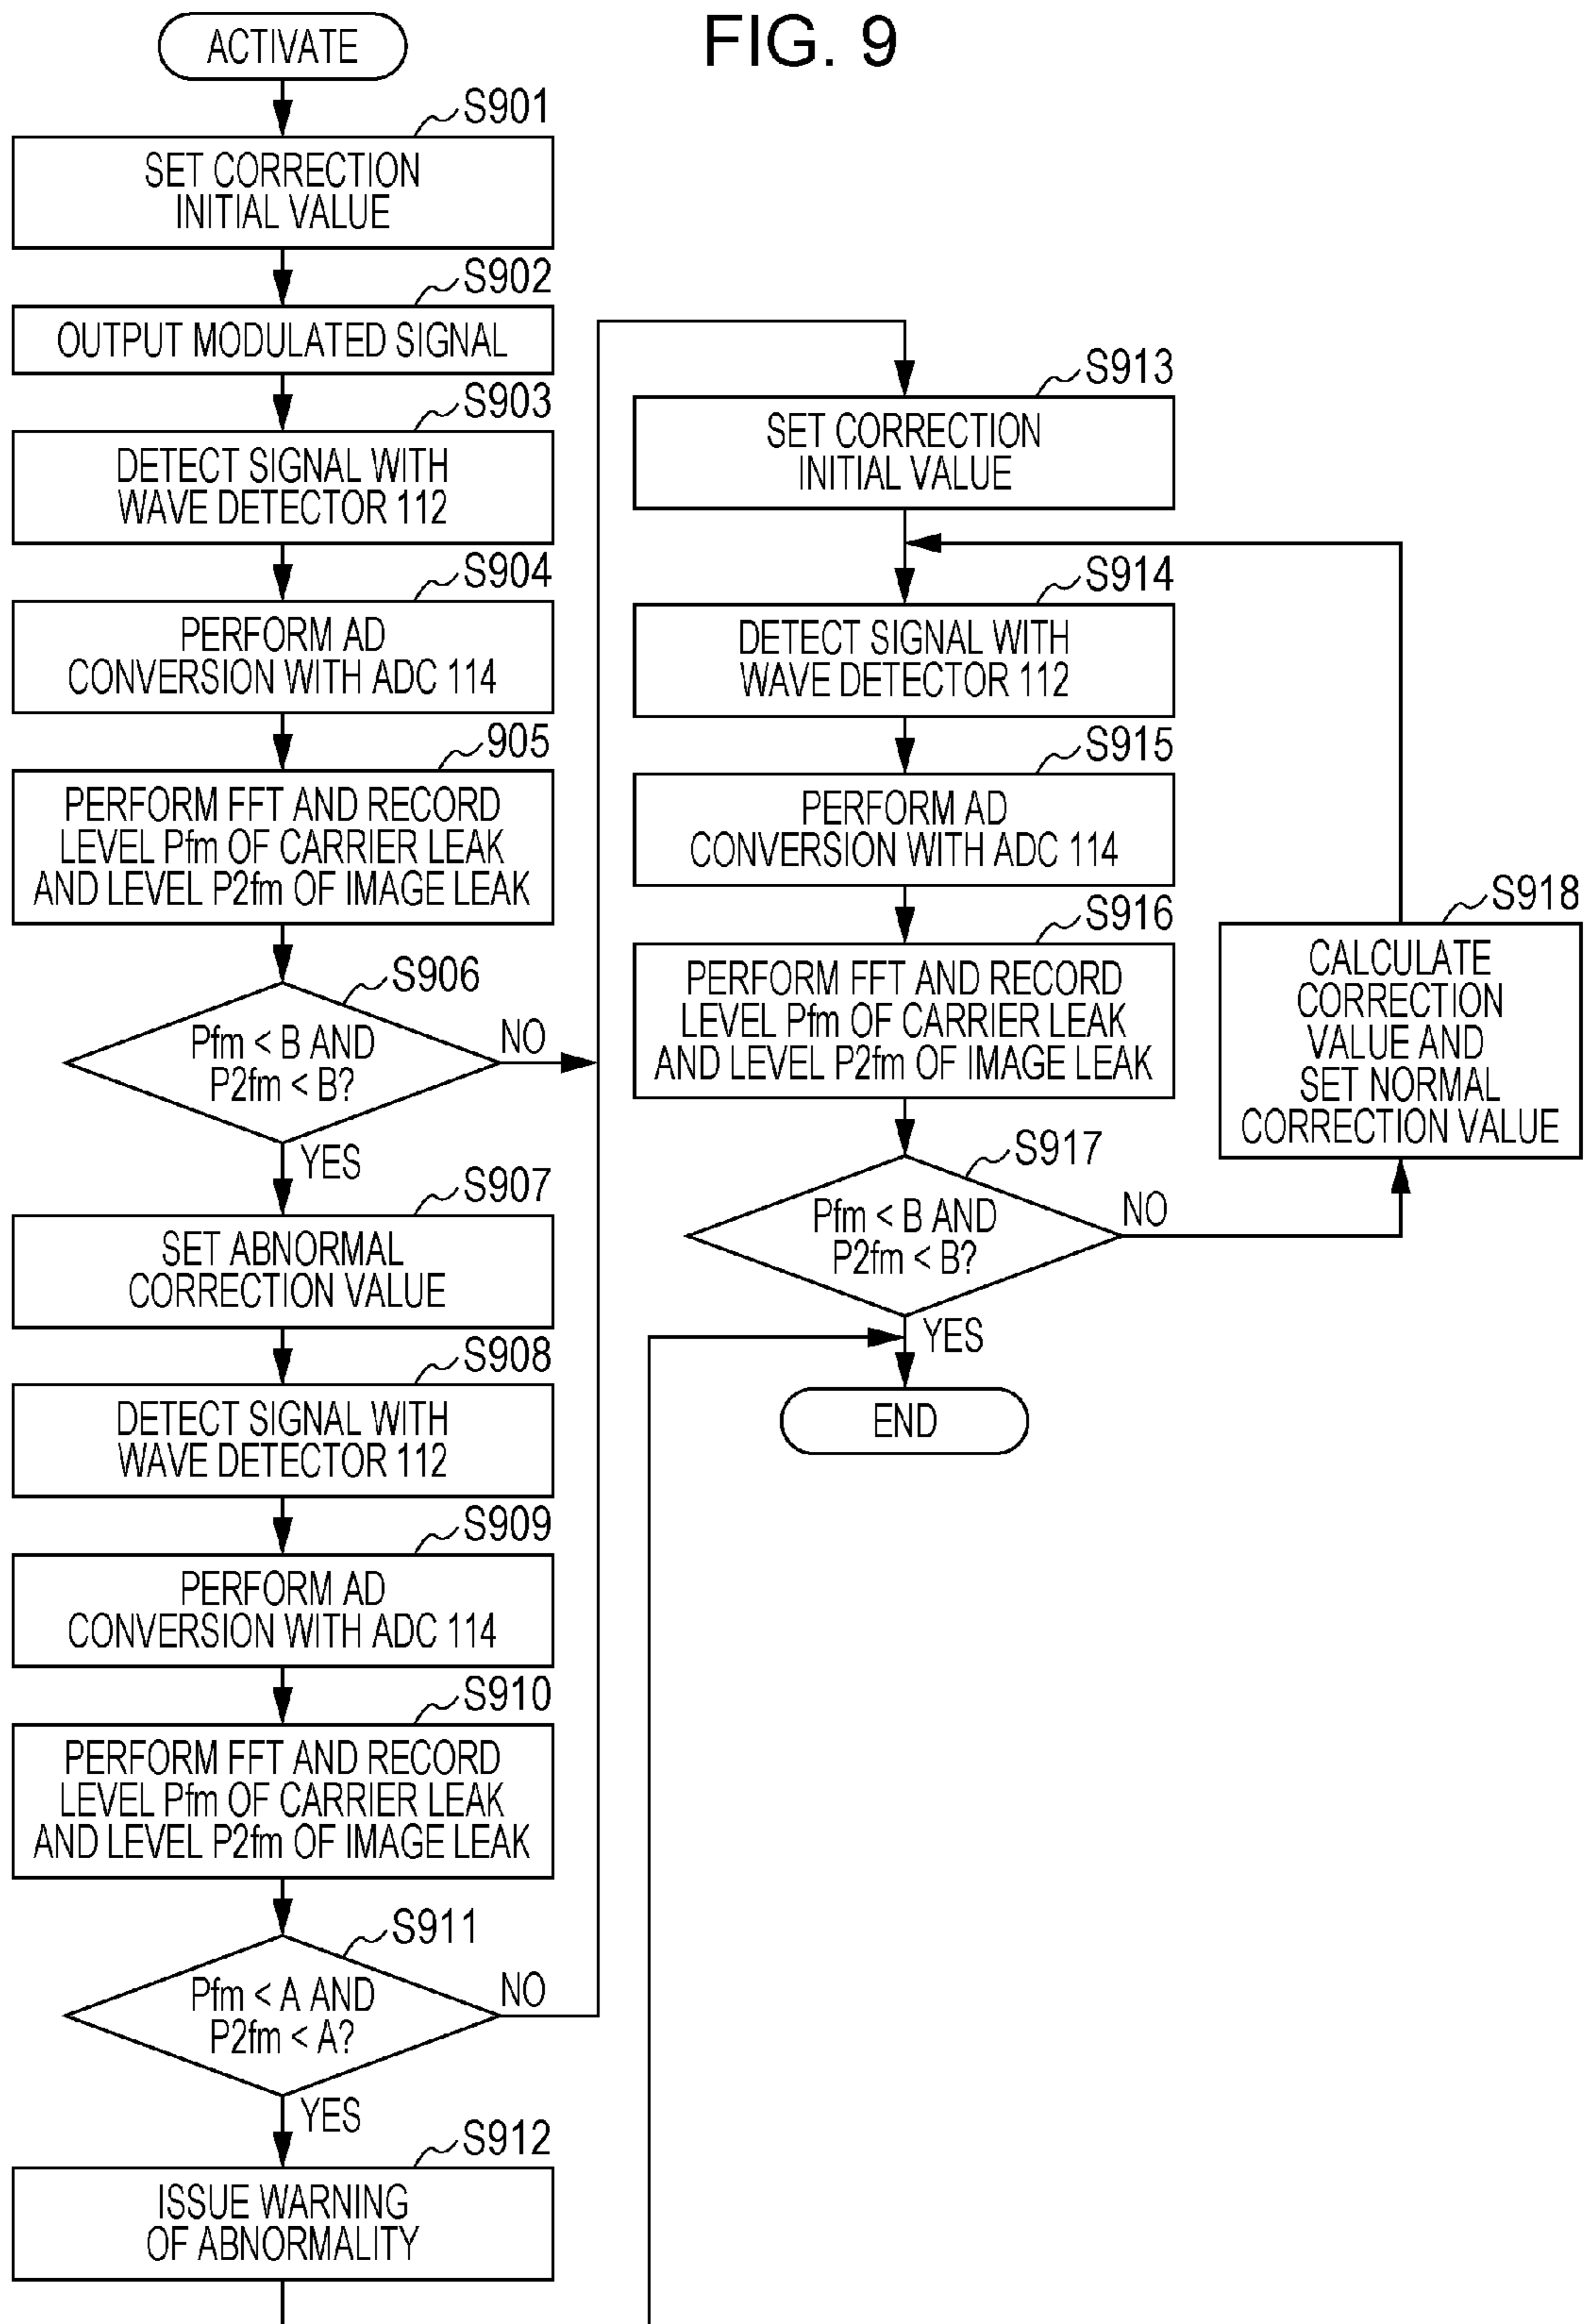 FIG. 9
ACTIVATE
S901
SET CORRECTION
INITIAL VALUE
S902
OUTPUT MODULATED SIGNAL
S903
DETECT SIGNAL WITH
WAVE DETECTOR 112
S904
PERFORM AD
CONVERSION WITH ADC 114
905
PERFORM FFT AND RECORD
LEVEL Pfm OF CARRIER LEAK
AND LEVEL P2fm OF IMAGE LEAK
S906
Pfm < B AND
P2fm < B?
NO
YES
S907
SET ABNORMAL
CORRECTION VALUE
S908
DETECT SIGNAL WITH
WAVE DETECTOR 112
S909
PERFORM AD
CONVERSION WITH ADC 114
S910
PERFORM FFT AND RECORD
LEVEL Pfm OF CARRIER LEAK
AND LEVEL P2fm OF IMAGE LEAK
S911
Pfm < A AND
P2fm < A?
NO
YES
S912
ISSUE WARNING
OF ABNORMALITY
S913
SET CORRECTION
INITIAL VALUE
S914
DETECT SIGNAL WITH
WAVE DETECTOR 112
S915
PERFORM AD
CONVERSION WITH ADC 114
S916
PERFORM FFT AND RECORD
LEVEL Pfm OF CARRIER LEAK
AND LEVEL P2fm OF IMAGE LEAK
S917
Pfm < B AND
P2fm < B?
NO
YES
END
S918
CALCULATE
CORRECTION
VALUE AND
SET NORMAL
CORRECTION VALUE